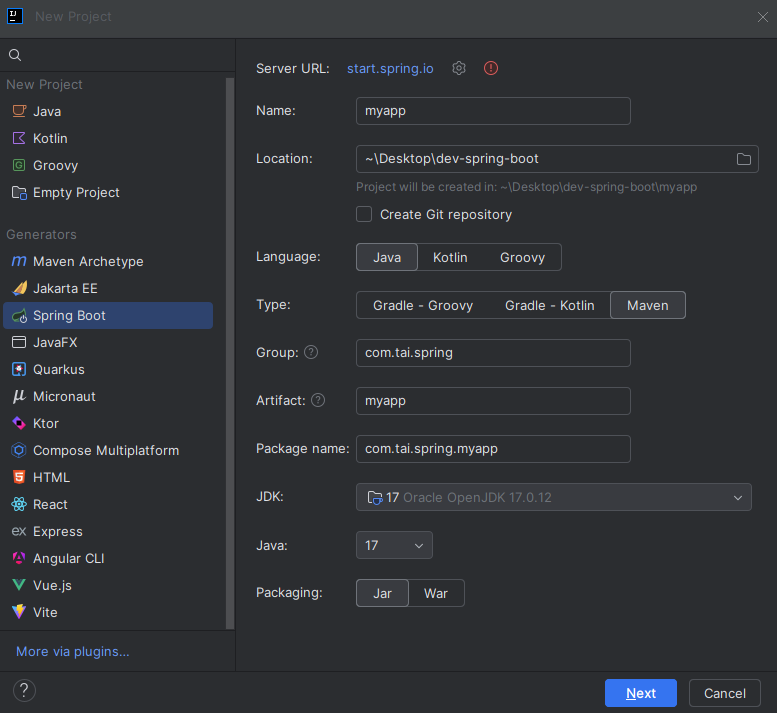 New Project
New Project
Java
Kotlin
Groovy
Empty Project
Generators
Maven Archetype
Jakarta EE
Spring Boot
JavaFX
Quarkus
Micronaut
Ktor
Compose Multiplatform
HTML
React
Express
Angular CLI
Vue.js
Vite
More via plugins...
Server URL: start.spring.io
Name: myapp
Location: ~\Desktop\dev-spring-boot
Project will be created in: ~\Desktop\dev-spring-boot\myapp
Create Git repository
Language: Java Kotlin Groovy
Type: Gradle - Groovy Gradle - Kotlin Maven
Group: com.tai.spring
Artifact: myapp
Package name: com.tai.spring.myapp
JDK: 17 Oracle OpenJDK 17.0.12
Java: 17
Packaging: Jar War
Next Cancel